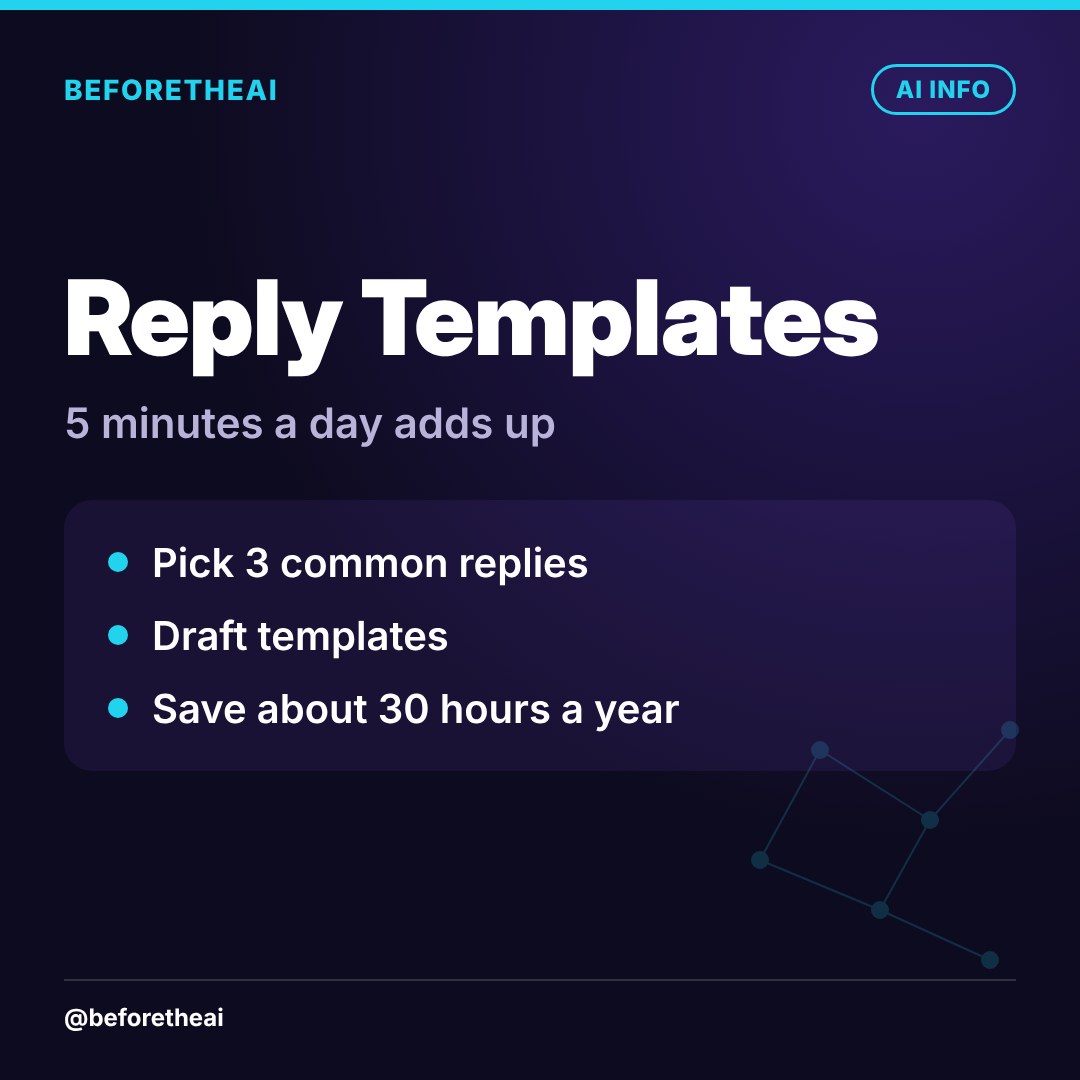 BEFORETHEAI
AI INFO
Reply Templates
5 minutes a day adds up
Pick 3 common replies
Draft templates
Save about 30 hours a year
@beforetheai